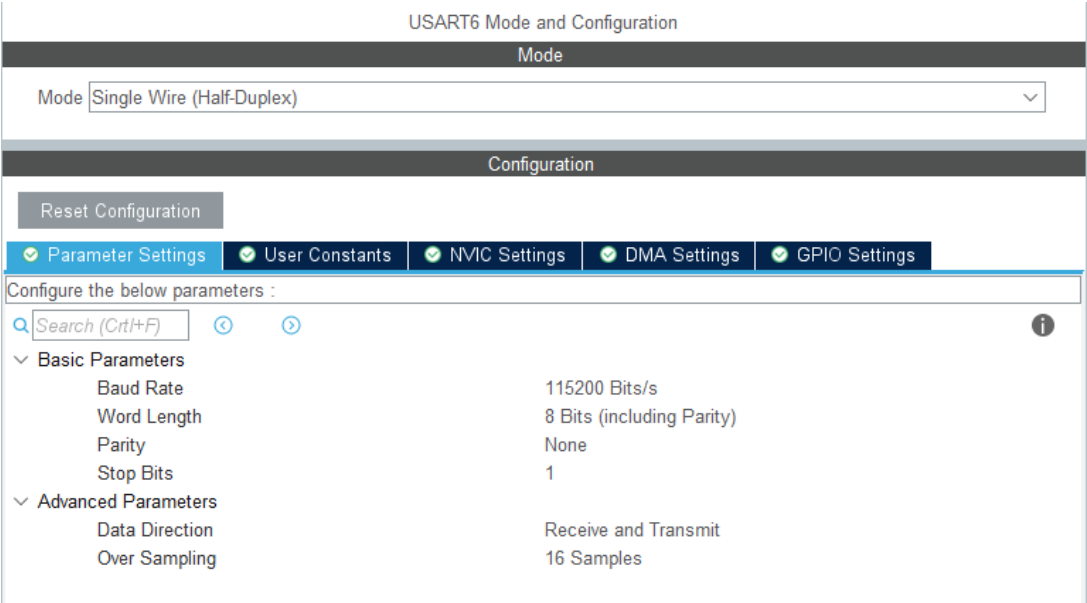 USART6 Mode and Configuration
Mode
Mode Single Wire (Half-Duplex)
Configuration
Reset Configuration
Parameter Settings User Constants NVIC Settings DMA Settings GPIO Settings
Configure the below parameters :
Search (Crtl+F)
Basic Parameters
Baud Rate 115200 Bits/s
Word Length 8 Bits (including Parity)
Parity None
Stop Bits 1
Advanced Parameters
Data Direction Receive and Transmit
Over Sampling 16 Samples